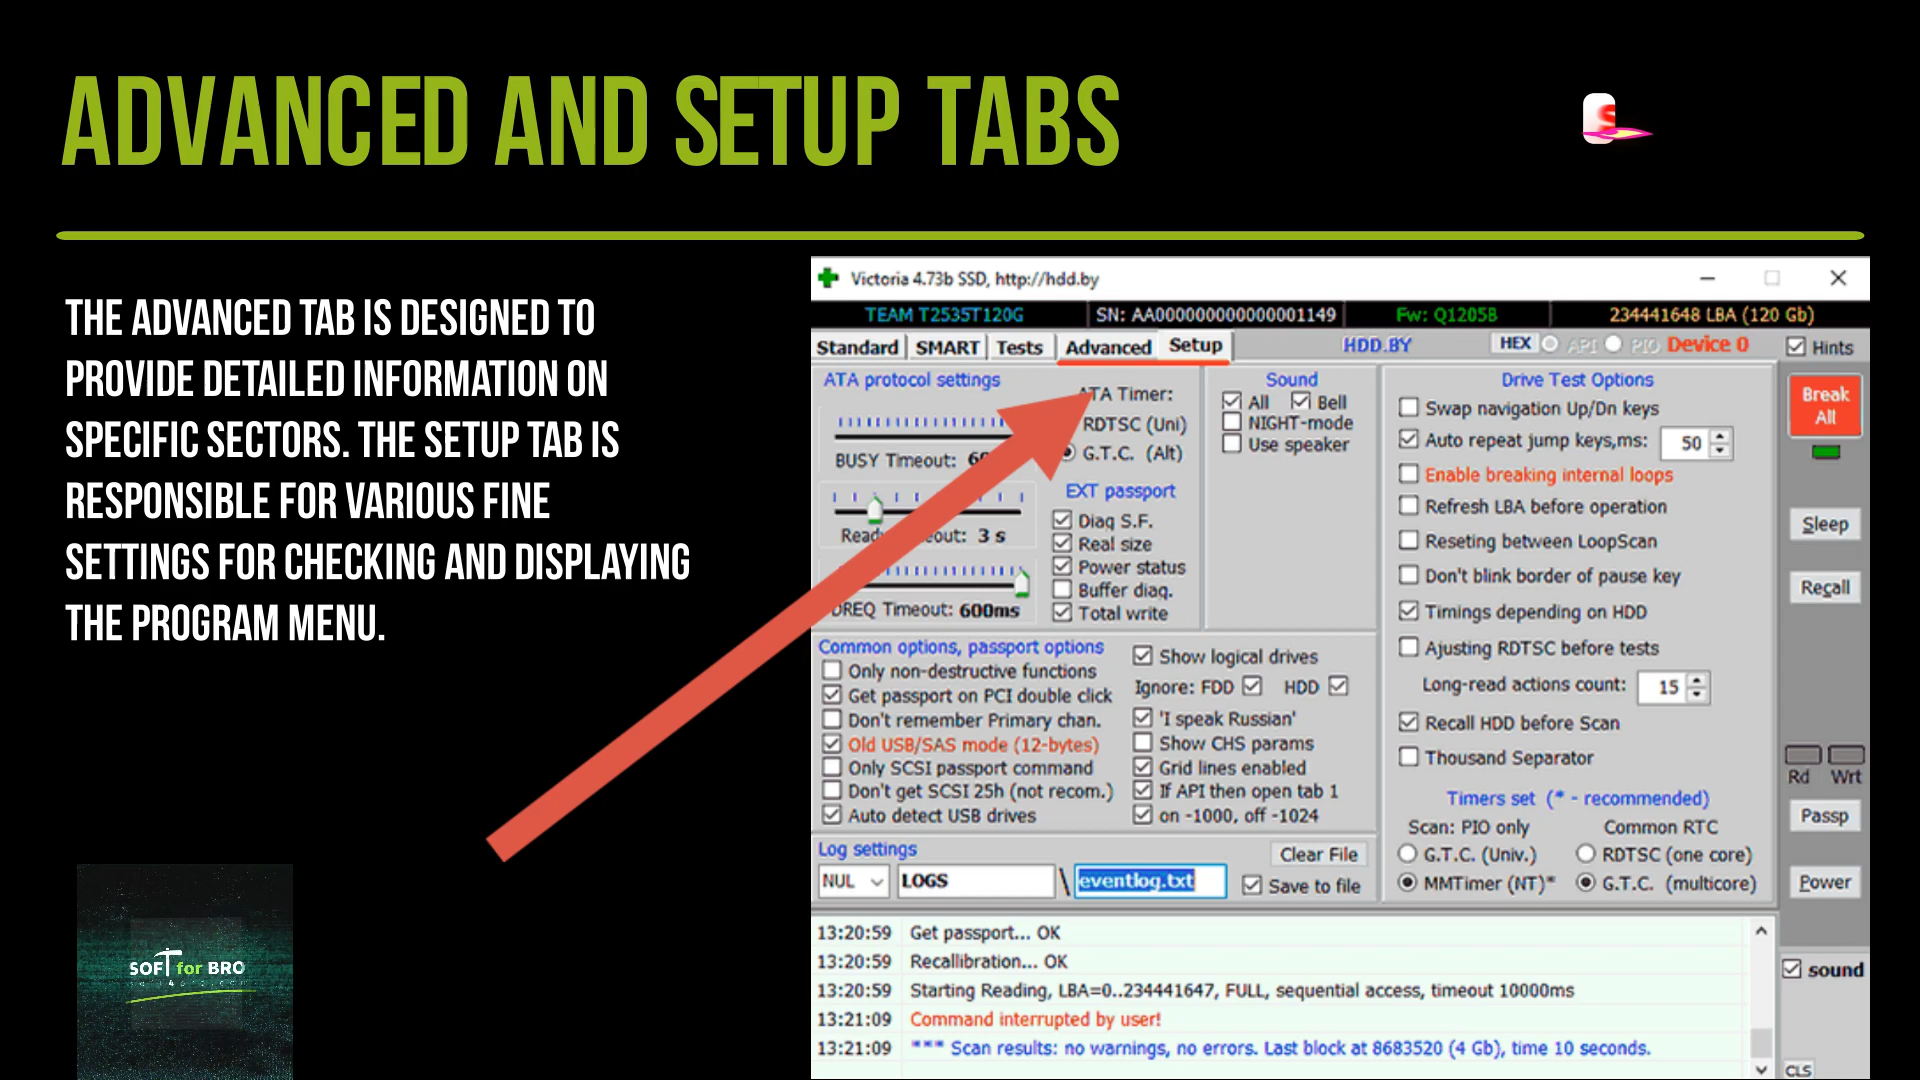 ADVANCED AND SETUP TABS
S
THE ADVANCED TAB IS DESIGNED TO
PROVIDE DETAILED INFORMATION ON
SPECIFIC SECTORS. THE SETUP TAB IS
RESPONSIBLE FOR VARIOUS FINE
SETTINGS FOR CHECKING AND DISPLAYING
THE PROGRAM MENU.
SOFT for BRO
Victoria 4.73b SSD, http://hdd.by
TEAM T2535T120G SN: AA000000000000001149 Fw: Q1205B 234441648 LBA (120 Gb)
Standard SMART Tests Advanced Setup HDD.BY HEX API PIO Device 0 Hints
ATA protocol settings
ATA Timer:
RDTSC (Uni)
G.T.C. (Alt)
BUSY Timeout:
3 s
DREQ Timeout: 600ms
EXT passport
Diag S.F.
Real size
Power status
Buffer diag.
Total write
Sound
All Bell
NIGHT-mode
Use speaker
Common options, passport options
Only non-destructive functions
Get passport on PCI double click
Don't remember Primary chan.
Old USB/SAS mode (12-bytes)
Only SCSI passport command
Don't get SCSI 25h (not recom.)
Auto detect USB drives
Show logical drives
Ignore: FDD HDD
'I speak Russian'
Show CHS params
Grid lines enabled
If API then open tab 1
on -1000, off -1024
Log settings
Clear File
NUL LOGS \ eventlog.txt Save to file
Drive Test Options
Swap navigation Up/Dn keys
Auto repeat jump keys,ms: 50
Enable breaking internal loops
Refresh LBA before operation
Reseting between LoopScan
Don't blink border of pause key
Timings depending on HDD
Ajusting RDTSC before tests
Long-read actions count: 15
Recall HDD before Scan
Thousand Separator
Timers set (* - recommended)
Scan: PIO only Common RTC
G.T.C. (Univ.) RDTSC (one core)
MMTimer (NT)* G.T.C. (multicore)
Break
All
Sleep
Recall
Rd Wrt
Passp
Power
sound
CLS
13:20:59 Get passport... OK
13:20:59 Recallibration... OK
13:20:59 Starting Reading, LBA=0..234441647, FULL, sequential access, timeout 10000ms
13:21:09 Command interrupted by user!
13:21:09 *** Scan results: no warnings, no errors. Last block at 8683520 (4 Gb), time 10 seconds.